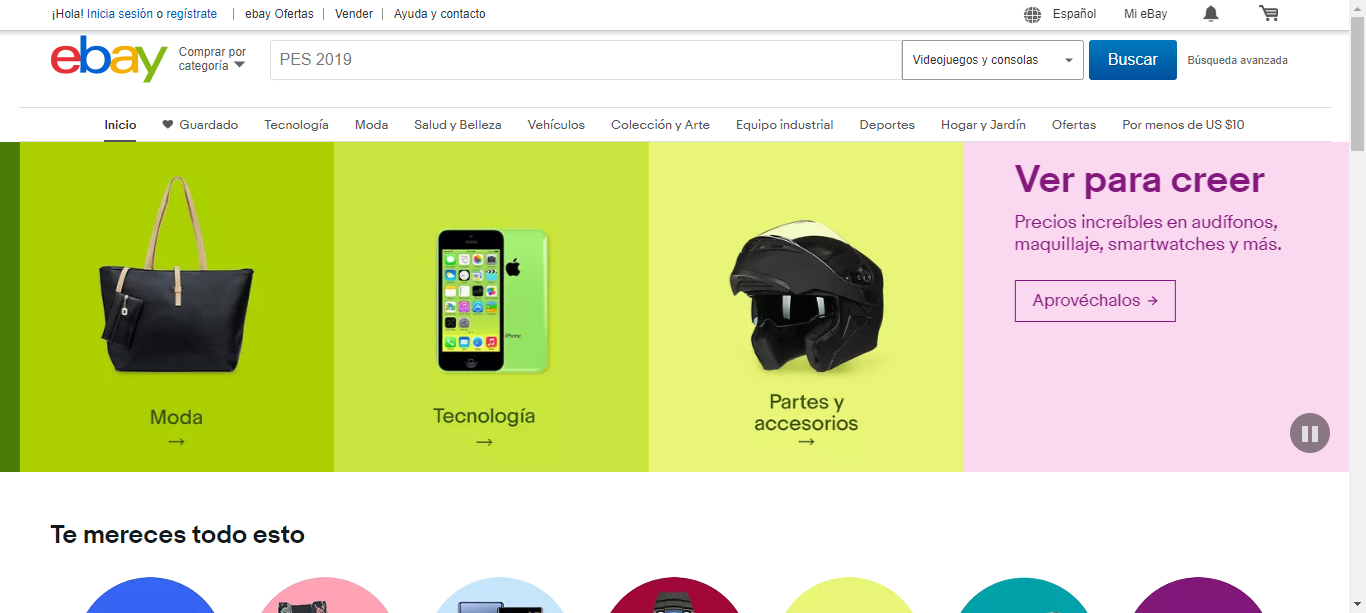 ¡Hola! Inicia sesión o regístrate | ebay Ofertas | Vender | Ayuda y contacto Español Mi eBay
ebay Comprar por categoría PES 2019 Videojuegos y consolas Buscar Búsqueda avanzada
Inicio Guardado Tecnología Moda Salud y Belleza Vehículos Colección y Arte Equipo industrial Deportes Hogar y Jardín Ofertas Por menos de US $10
Ver para creer
Precios increíbles en audífonos,
maquillaje, smartwatches y más.
Aprovéchalos →
iPhone
Moda
→
Tecnología
→
Partes y
accesorios
→
Te mereces todo esto